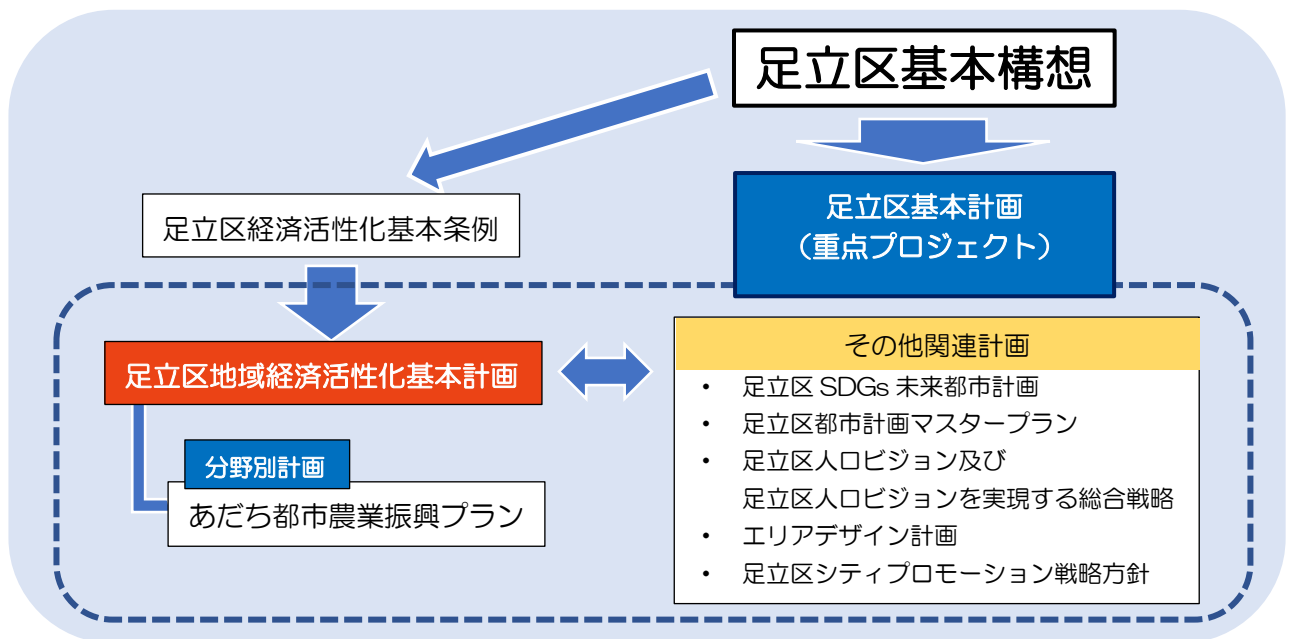 足立区基本構想
足立区基本計画
（重点プロジェクト）
足立区経済活性化基本条例
足立区地域経済活性化基本計画
分野別計画
あだち都市農業振興プラン
その他関連計画
・ 足立区 SDGs 未来都市計画
・ 足立区都市計画マスタープラン
・ 足立区人口ビジョン及び
足立区人口ビジョンを実現する総合戦略
・ エリアデザイン計画
・ 足立区シティプロモーション戦略方針